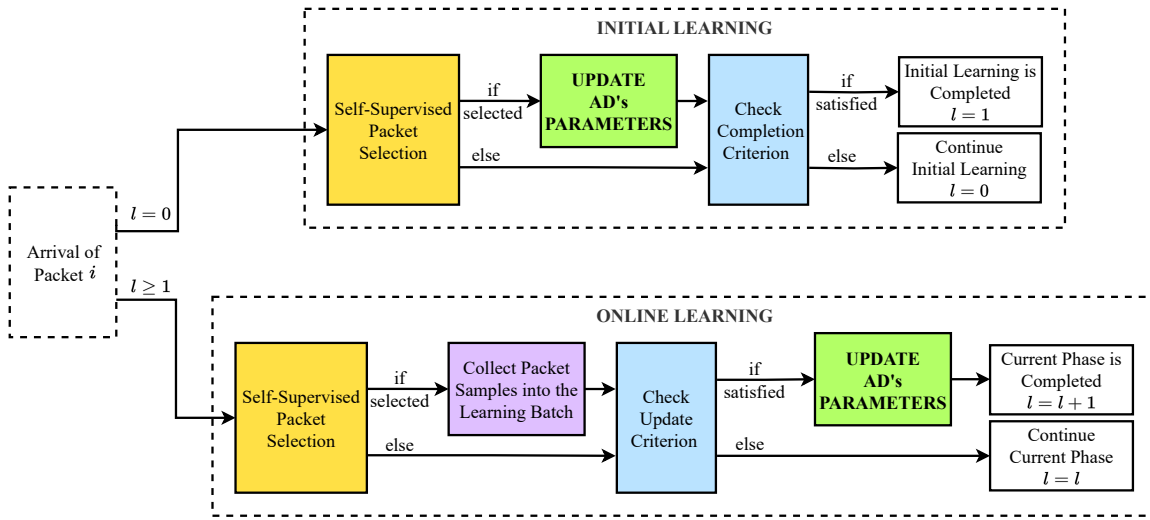 INITIAL LEARNING
Self-Supervised
Packet
Selection
if
selected
else
UPDATE
AD's
PARAMETERS
Check
Completion
Criterion
if
satisfied
else
Initial Learning is
Completed
l = 1
Continue
Initial Learning
l = 0
Arrival of
Packet i
l = 0
l ≥ 1
ONLINE LEARNING
Self-Supervised
Packet
Selection
if
selected
else
Collect Packet
Samples into the
Learning Batch
Check
Update
Criterion
if
satisfied
else
UPDATE
AD's
PARAMETERS
Current Phase is
Completed
l = l + 1
Continue
Current Phase
l = l